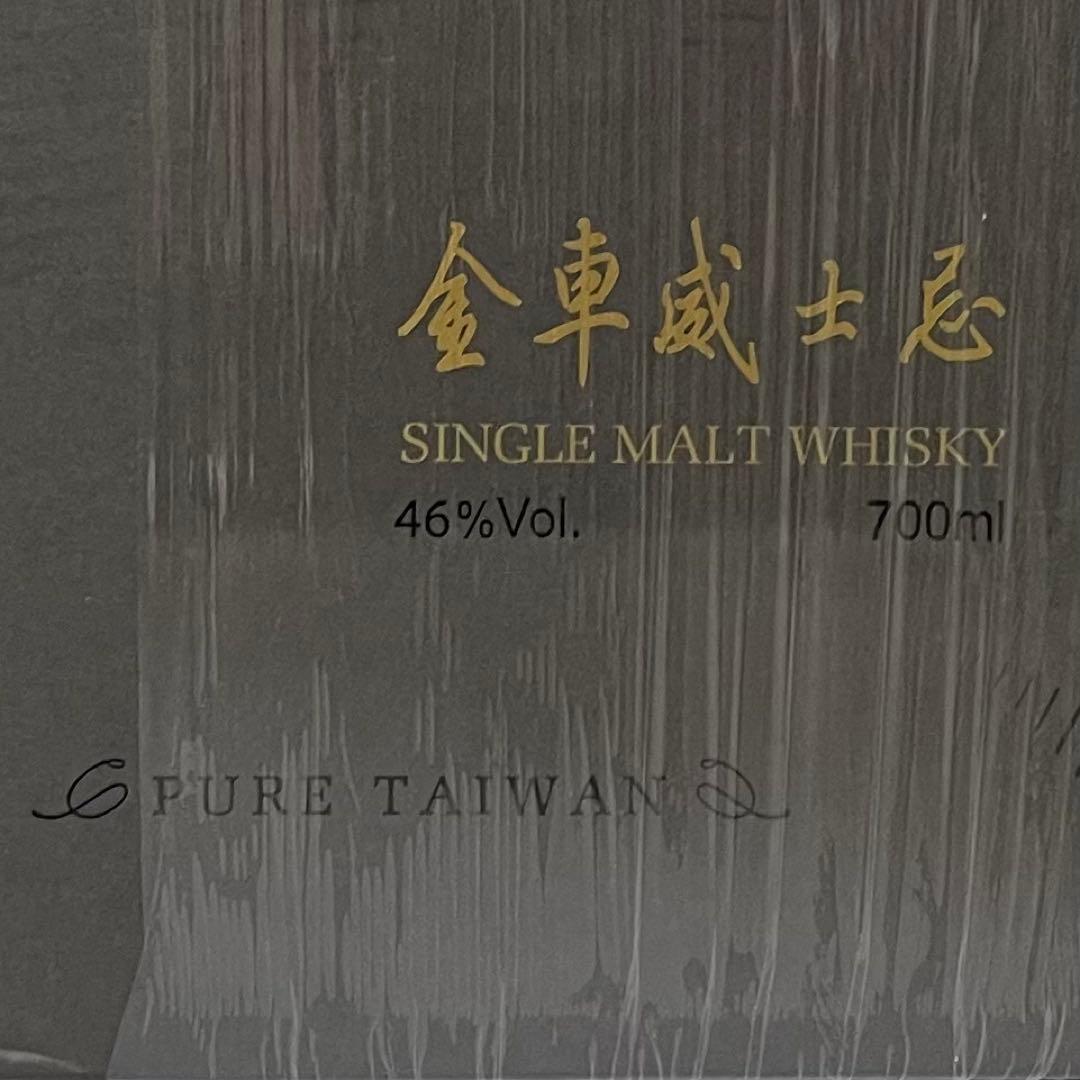 金車威士忌
SINGLE MALT WHISKY
46%Vol. 700ml
PURE TAIWAN